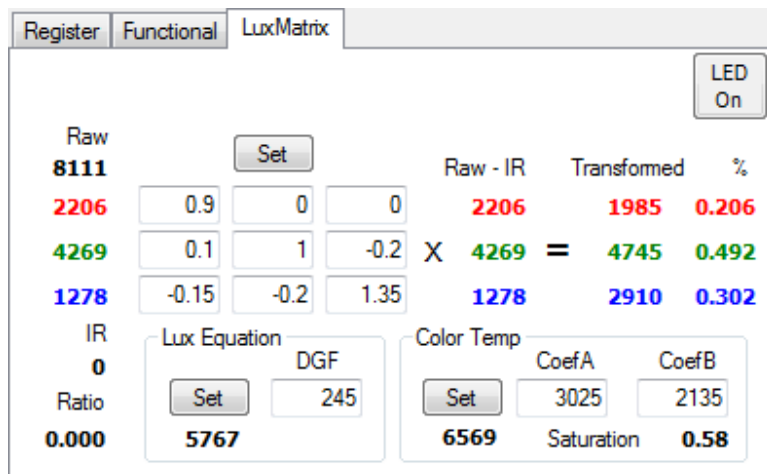 Register Functional LuxMatrix
LED
On
Raw
8111 Set Raw - IR Transformed %
2206 0.9 0 0 2206 1985 0.206
4269 0.1 1 -0.2 X 4269 = 4745 0.492
1278 -0.15 -0.2 1.35 1278 2910 0.302
IR Lux Equation Color Temp
0 DGF CoefA CoefB
Ratio Set 245 Set 3025 2135
0.000 5767 6569 Saturation 0.58